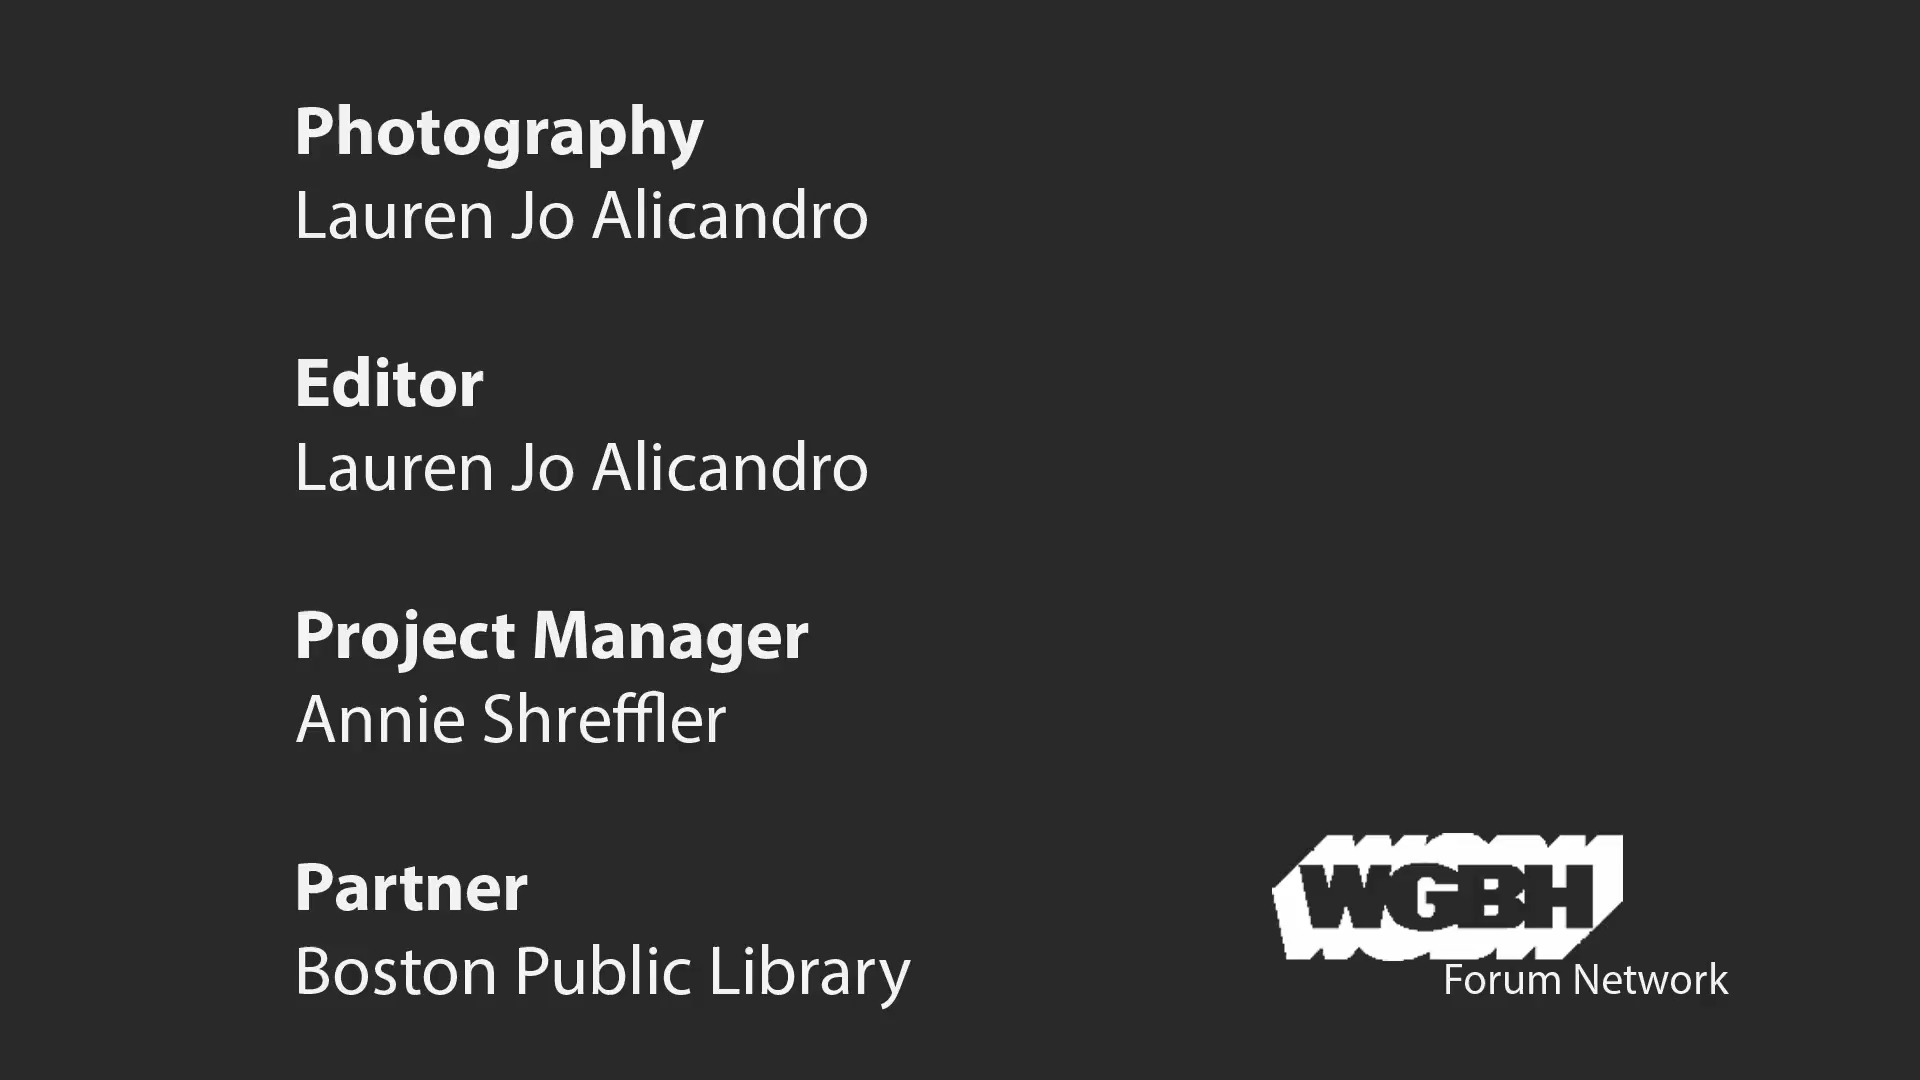 Photography
Lauren Jo Alicandro
Editor
Lauren Jo Alicandro
Project Manager
Annie Shreffler
Partner
Boston Public Library
WGBH
Forum Network